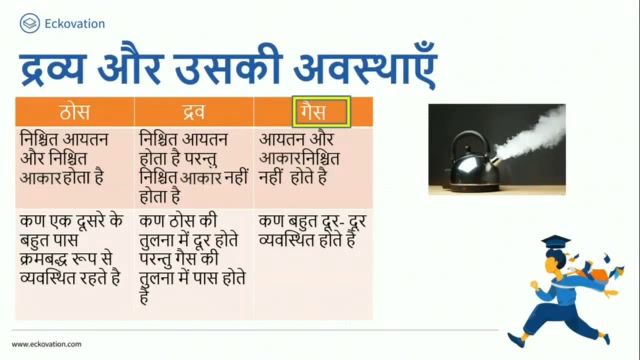 Eckovation
द्रव्य और उसकी अवस्थाएँ
ठोस
द्रव
गैस
निश्चित आयतन
और निश्चित
आकार होता है
निश्चित आयतन
होता है परन्तु
निश्चित आकार नहीं
होता है
आयतन और
आकारनिश्चित
नहीं होते है
कण एक दूसरे के
बहुत पास
क्रमबद्ध रूप से
व्यवस्थित रहते है
कण ठोस की
तुलना में दूर होते
परन्तु गैस की
तुलना में पास होते
है
कण बहुत दूर- दूर
व्यवस्थित होते है
www.eckovation.com